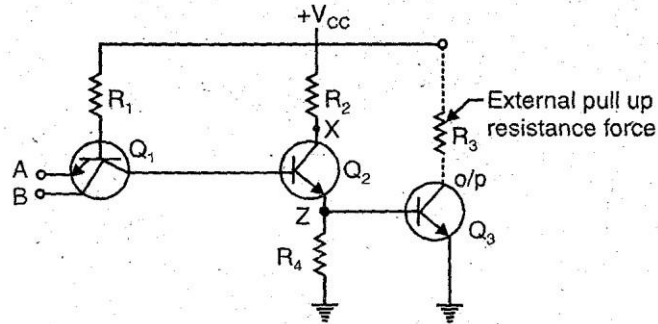 +VCC
R1
R2
External pull up
resistance force
R3
X
A
Q1
B
Q2
o/p
Z
Q3
R4